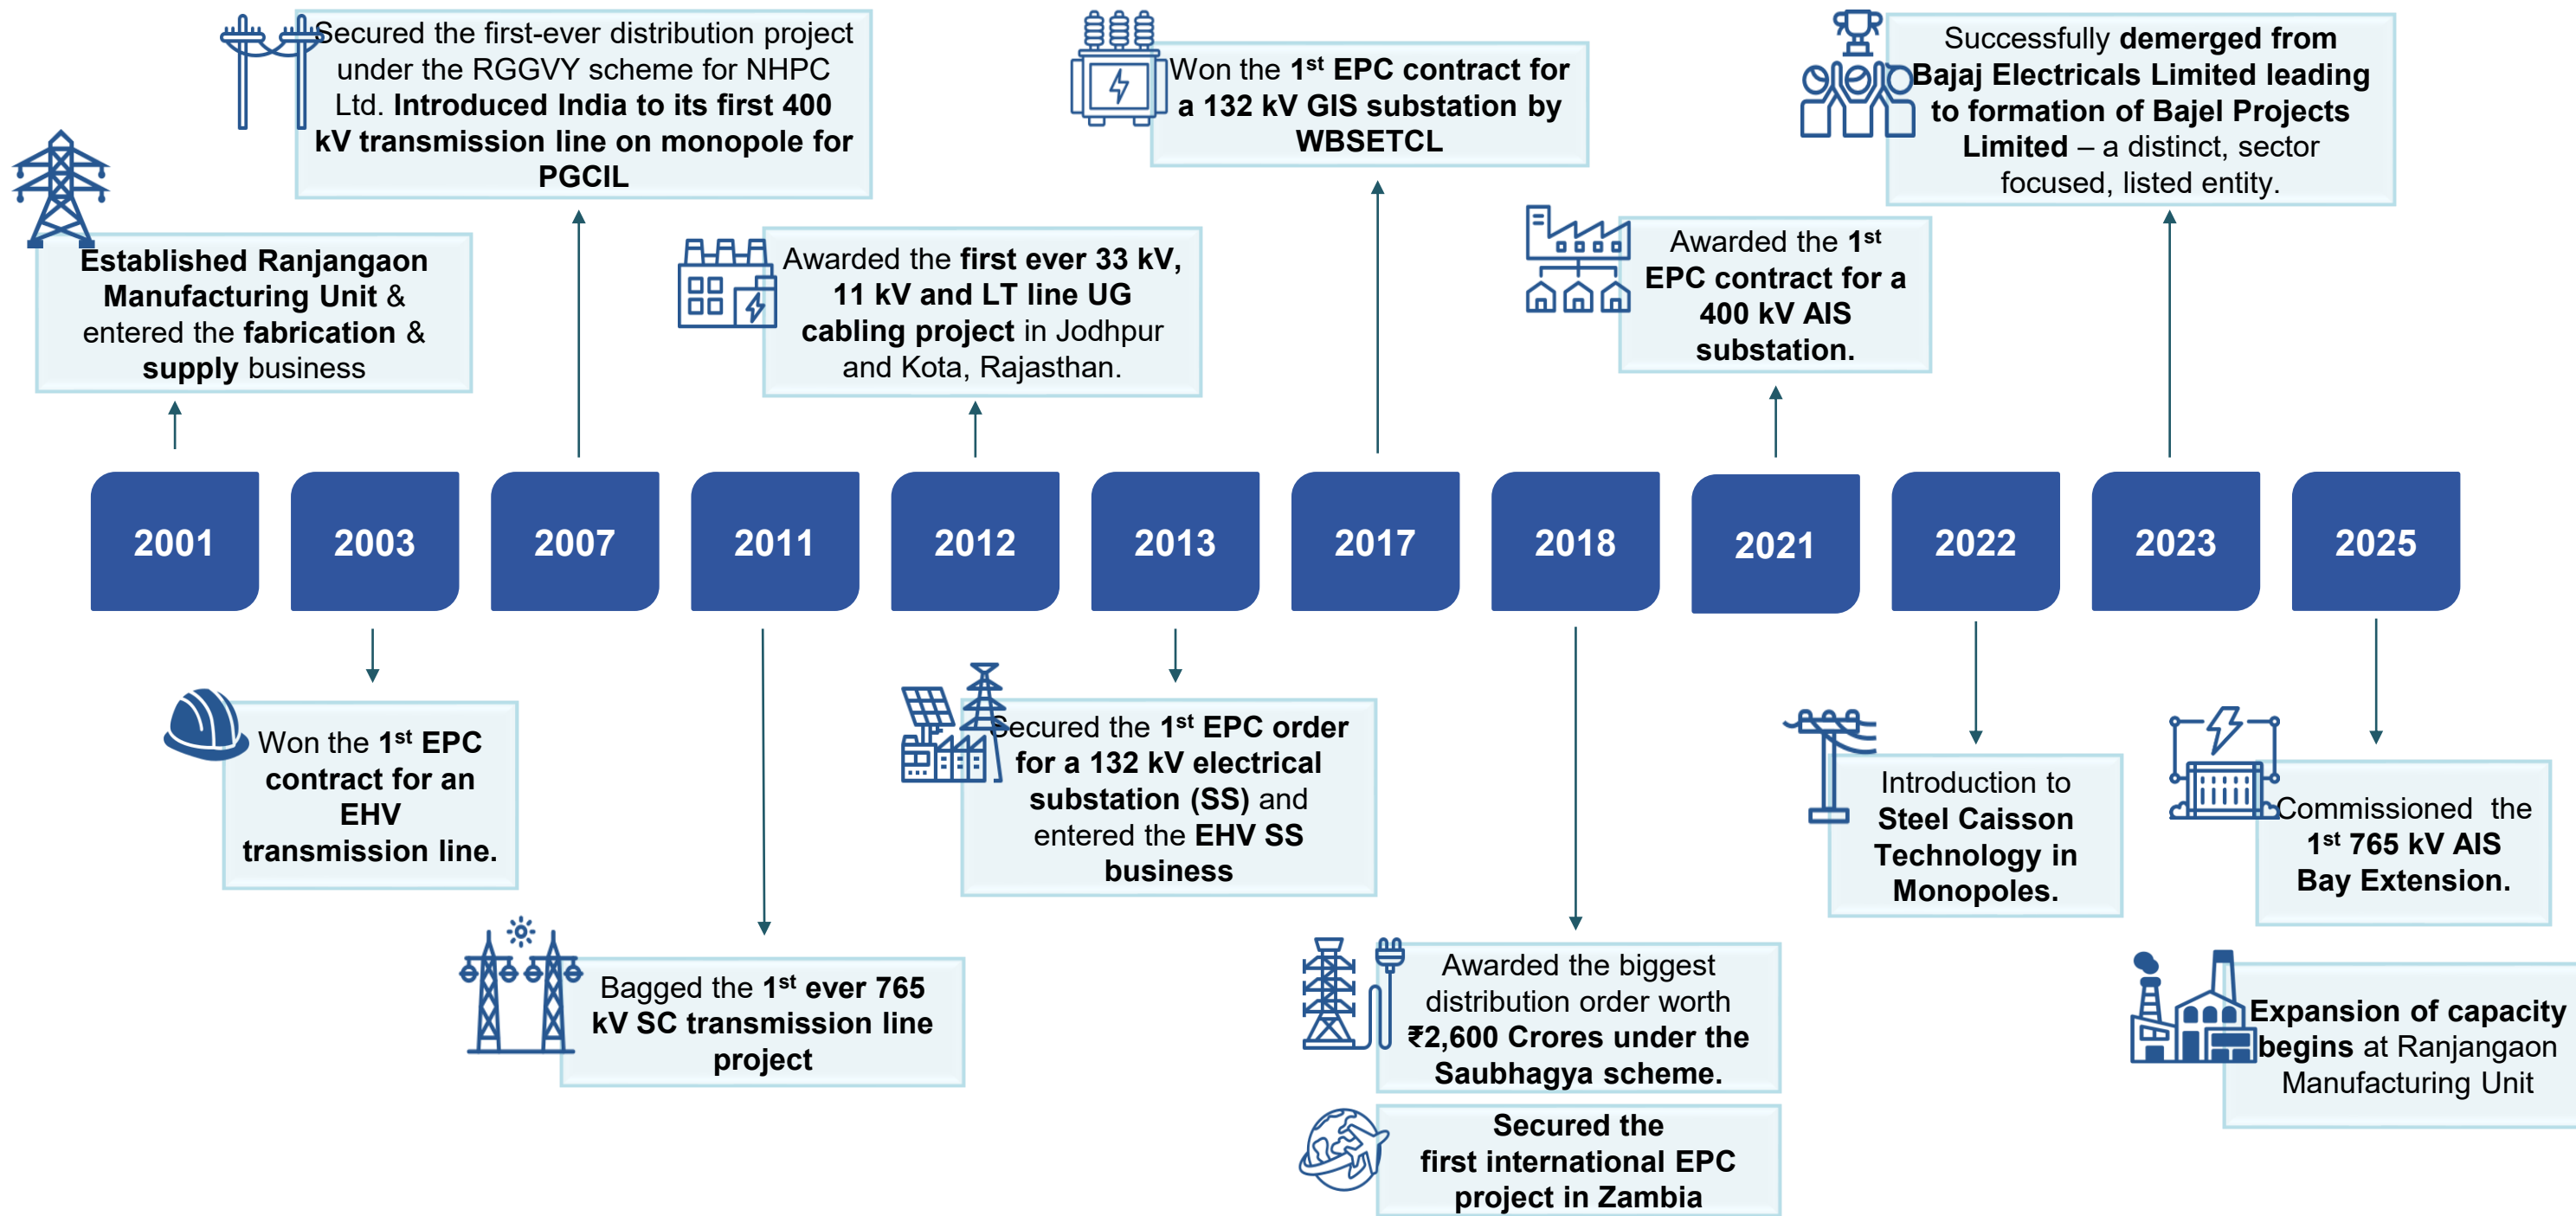 Secured the first-ever distribution project
under the RGGVY scheme for NHPC
Ltd. Introduced India to its first 400
kV transmission line on monopole for
PGCIL
Won the 1st EPC contract for
a 132 kV GIS substation by
WBSETCL
Successfully demerged from
Bajaj Electricals Limited leading
to formation of Bajel Projects
Limited – a distinct, sector
focused, listed entity.
Established Ranjangaon
Manufacturing Unit &
entered the fabrication &
supply business
Awarded the first ever 33 kV,
11 kV and LT line UG
cabling project in Jodhpur
and Kota, Rajasthan.
Awarded the 1st
EPC contract for a
400 kV AIS
substation.
2001
2003
2007
2011
2012
2013
2017
2018
2021
2022
2023
2025
Won the 1st EPC
contract for an
EHV
transmission line.
Secured the 1st EPC order
for a 132 kV electrical
substation (SS) and
entered the EHV SS
business
Introduction to
Steel Caisson
Technology in
Monopoles.
Commissioned the
1st 765 kV AIS
Bay Extension.
Bagged the 1st ever 765
kV SC transmission line
project
Awarded the biggest
distribution order worth
₹2,600 Crores under the
Saubhagya scheme.
Expansion of capacity
begins at Ranjangaon
Manufacturing Unit
Secured the
first international EPC
project in Zambia